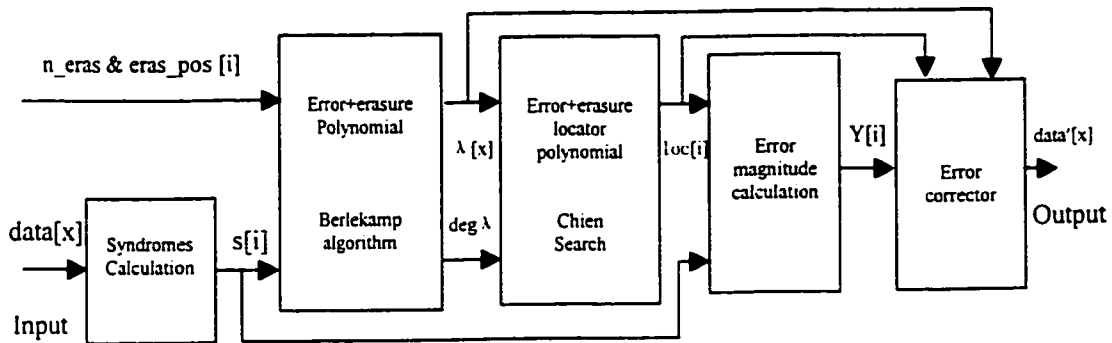 n_eras & eras_pos [i]
data[x]
Input
Syndromes
Calculation
s[i]
Error+erasure
Polynomial
Berlekamp
algorithm
λ [x]
deg λ
Error+erasure
locator
polynomial
Chien
Search
loc[i]
Error
magnitude
calculation
Y[i]
Error
corrector
data'[x]
Output